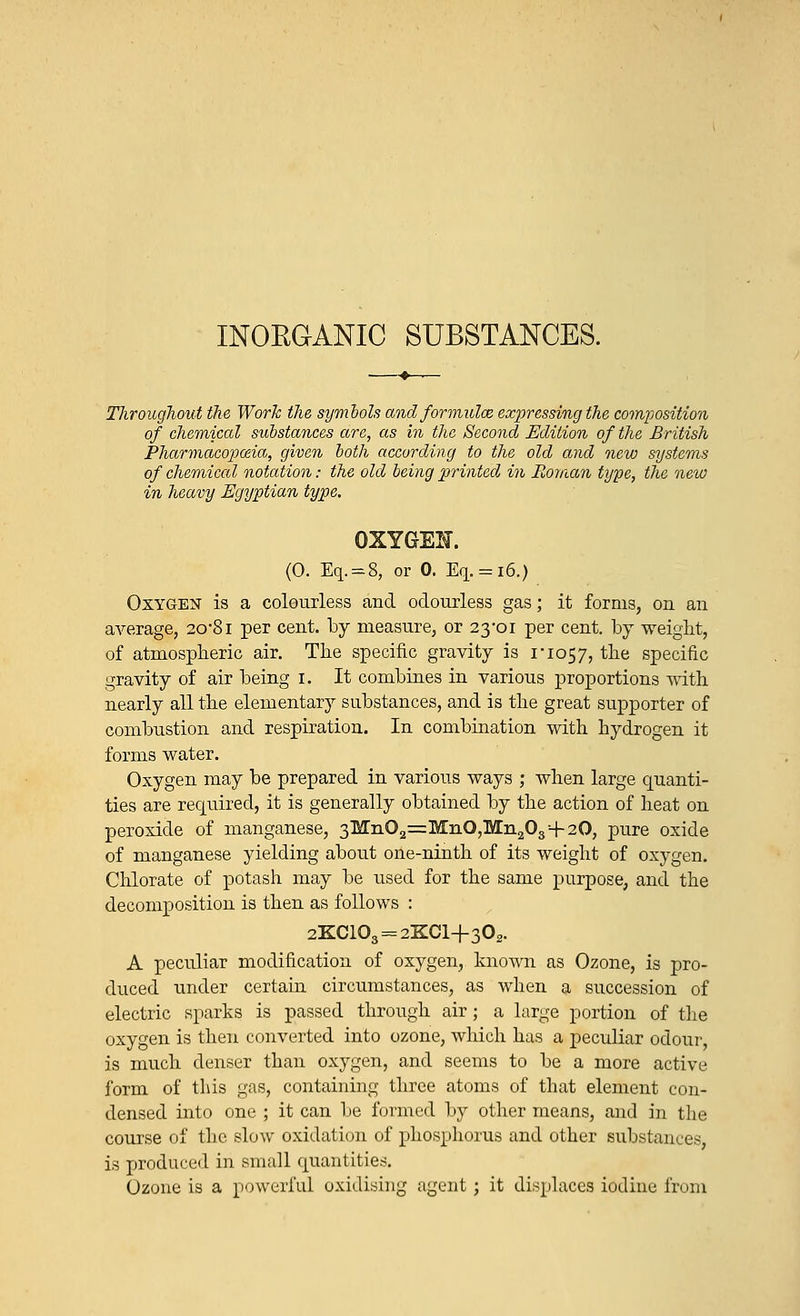 INORGANIC SUBSTANCES.
Throughout the Work the symbols and formulæ expressing the composition
of chemical substances are, as in the Second Edition of the British
Pharmacopœia, given both according to the old and new systems
of chemical notation: the old being printed in Roman type, the new
in heavy Egyptian type.
OXYGEN.
(O. Eq.=8, or O. Eq.=16.)
Oxygen is a colourless and odourless gas; it forms, on an
average, 20·81 per cent. by measure, or 23·01 per cent. by weight,
of atmospheric air. The specific gravity is 1·1057, the specific
gravity of air being 1. It combines in various proportions with
nearly all the elementary substances, and is the great supporter of
combustion and respiration. In combination with hydrogen it
forms water.
Oxygen may be prepared in various ways; when large quanti-
ties are required, it is generally obtained by the action of heat on
peroxide of manganese, 3MnO₂=MnO,Mn₂O₃+2O, pure oxide
of manganese yielding about one-ninth of its weight of oxygen.
Chlorate of potash may be used for the same purpose, and the
decomposition is then as follows :
2KClO₃=2KCl+3O₂.
A peculiar modification of oxygen, known as Ozone, is pro-
duced under certain circumstances, as when a succession of
electric sparks is passed through air; a large portion of the
oxygen is then converted into ozone, which has a peculiar odour,
is much denser than oxygen, and seems to be a more active
form of this gas, containing three atoms of that element con-
densed into one ; it can be formed by other means, and in the
course of the slow oxidation of phosphorus and other substances,
is produced in small quantities.
Ozone is a powerful oxidising agent ; it displaces iodine from